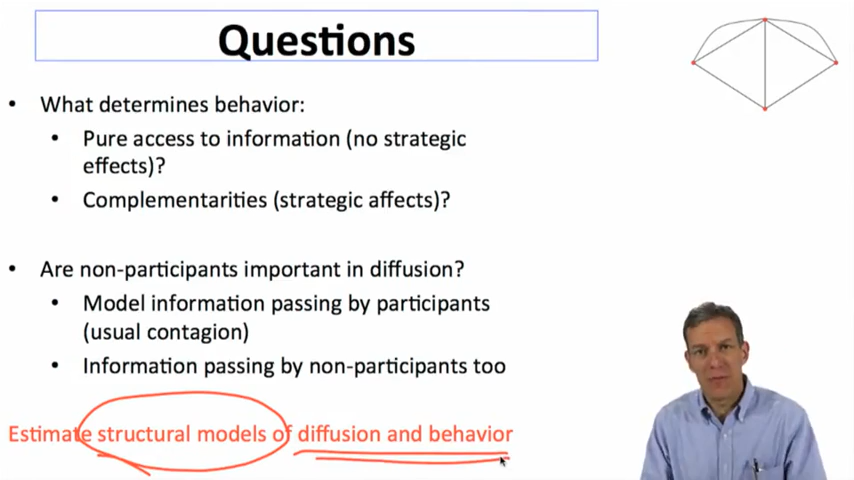 Questions
• What determines behavior:
• Pure access to information (no strategic
effects)?
• Complementarities (strategic affects)?
• Are non-participants important in diffusion?
• Model information passing by participants
(usual contagion)
• Information passing by non-participants too
Estimate structural models of diffusion and behavior